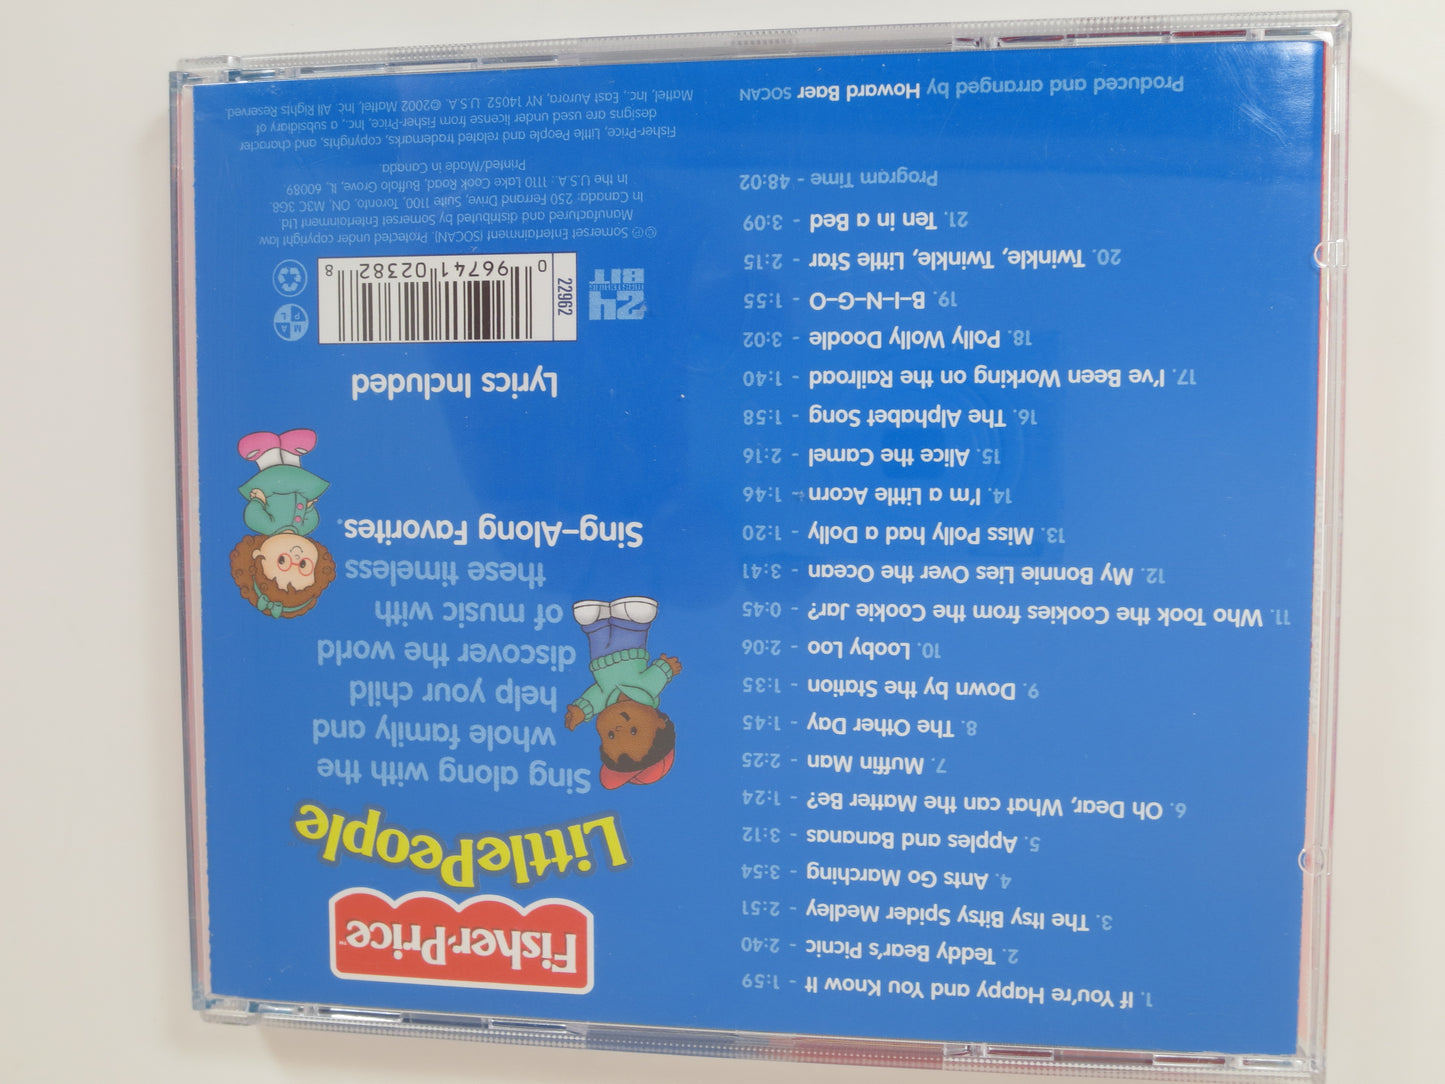 Fisher-Price™
LittlePeople
Sing along with the
whole family and
help your child
discover the world
of music with
these timeless
Sing-Along Favorites.
Lyrics Included
1. If You're Happy and You Know It - 1:59
2. Teddy Bear's Picnic - 2:40
3. The Itsy Bitsy Spider Medley - 2:51
4. Ants Go Marching - 3:54
5. Apples and Bananas - 3:12
6. Oh Dear, What can the Matter Be? - 1:24
7. Muffin Man - 2:25
8. The Other Day - 1:45
9. Down by the Station - 1:35
10. Looby Loo - 2:06
11. Who Took the Cookies from the Cookie Jar? - 0:45
12. My Bonnie Lies Over the Ocean - 3:41
13. Miss Polly had a Dolly - 1:20
14. I'm a Little Acorn - 1:46
15. Alice the Camel - 2:16
16. The Alphabet Song - 1:58
17. I've Been Working on the Railroad - 1:40
18. Polly Wolly Doodle - 3:02
19. B-I-N-G-O - 1:55
20. Twinkle, Twinkle, Little Star - 2:15
21. Ten in a Bed - 3:09
Program Time - 48:02
Produced and arranged by Howard Baer SOCAN
24 BIT
MASTERING
22962
0 96741 02382 8
M A P L
© ℗ Somerset Entertainment (SOCAN). Protected under copyright law.
Manufactured and distributed by Somerset Entertainment Ltd.
In Canada: 250 Ferrand Drive, Suite 1100, Toronto, ON, M3C 3G8.
In the U.S.A.: 1110 Lake Cook Road, Buffalo Grove, IL 60089
Printed/Made in Canada.
Fisher-Price, Little People and related trademarks, copyrights, and character
designs are used under license from Fisher-Price, Inc., a subsidiary of
Mattel, Inc., East Aurora, NY 14052 U.S.A. ©2002 Mattel, Inc. All Rights Reserved.